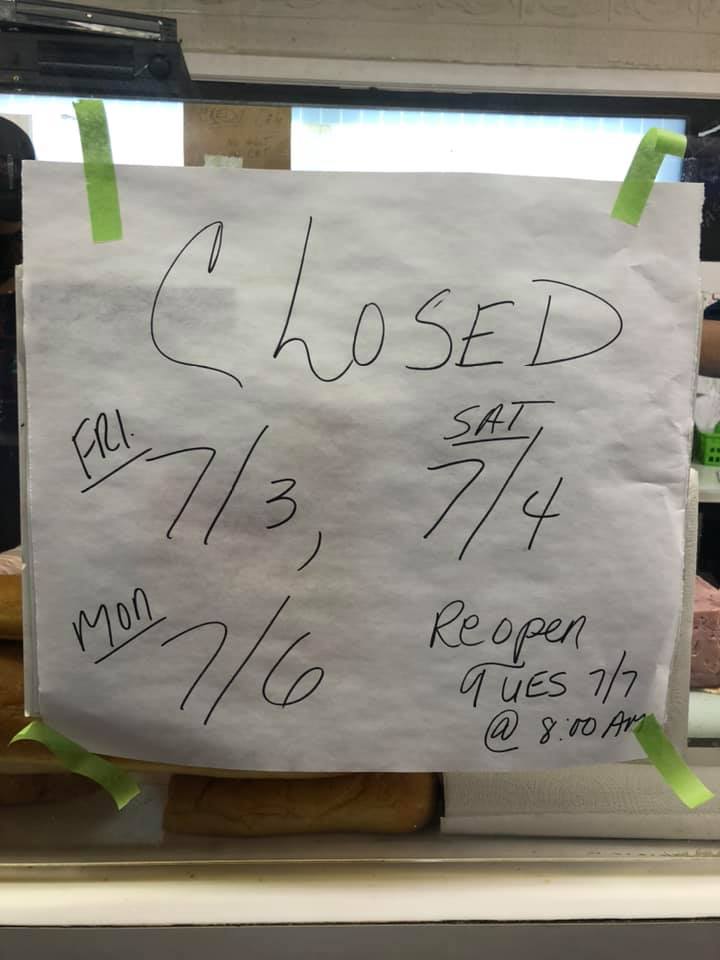 CLOSED
FRI. 7/3, SAT 7/4
MON 7/6
Reopen
TUES 7/7
@ 8:00 AM